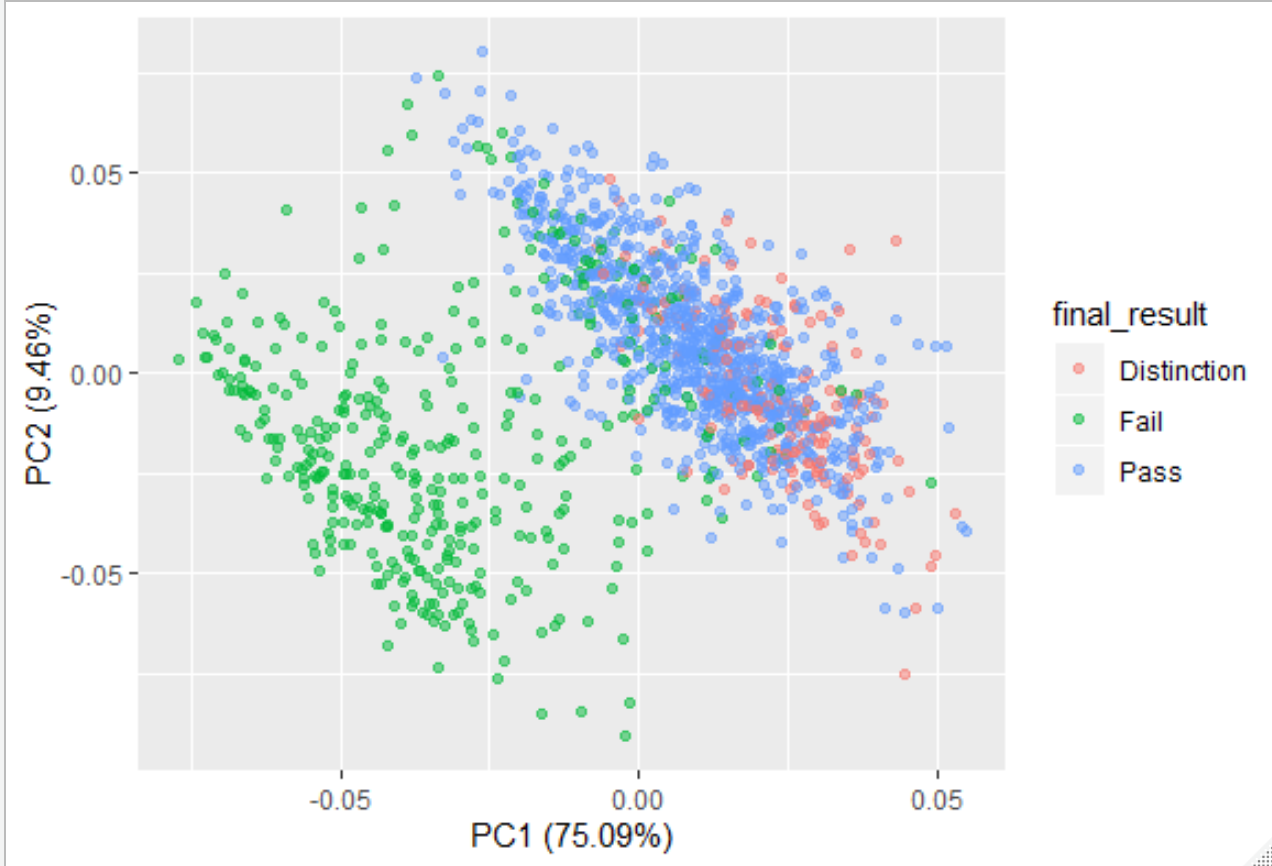 0.05
0.00
-0.05
PC2 (9.46%)
-0.05
0.00
0.05
PC1 (75.09%)
final_result
Distinction
Fail
Pass